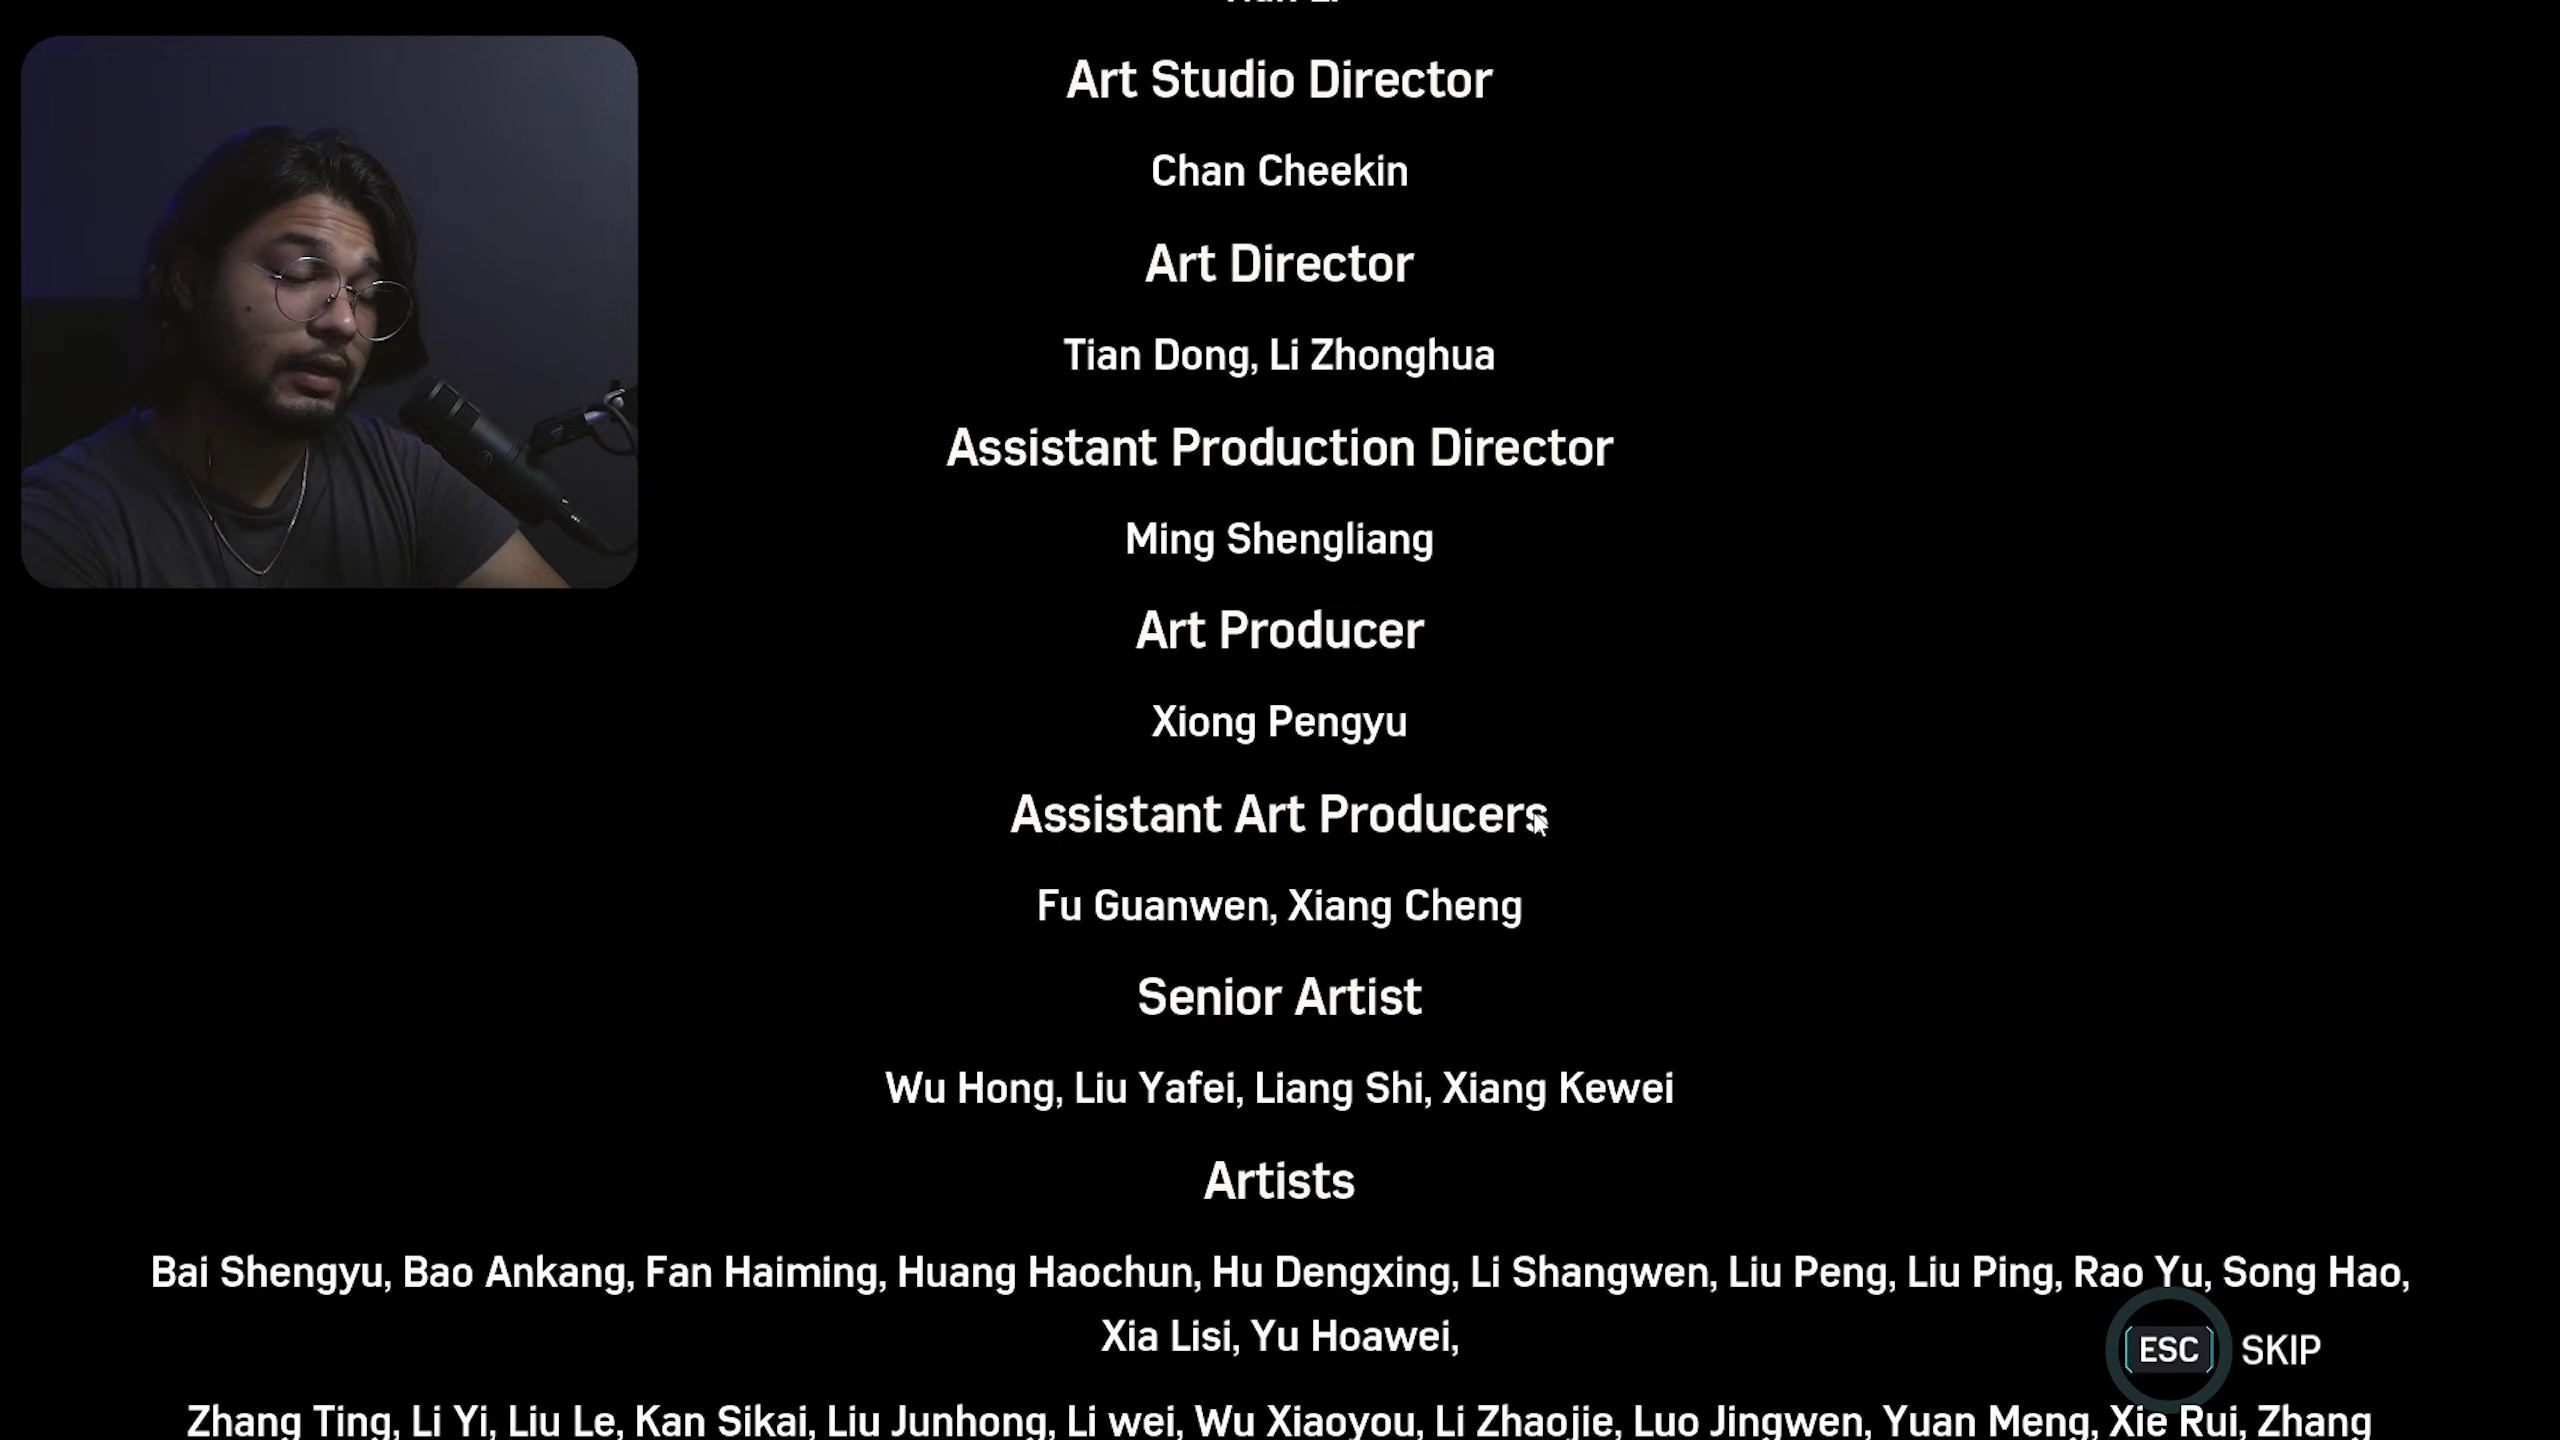 Art Studio Director
Chan Cheekin
Art Director
Tian Dong, Li Zhonghua
Assistant Production Director
Ming Shengliang
Art Producer
Xiong Pengyu
Assistant Art Producers
Fu Guanwen, Xiang Cheng
Senior Artist
Wu Hong, Liu Yafei, Liang Shi, Xiang Kewei
Artists
Bai Shengyu, Bao Ankang, Fan Haiming, Huang Haochun, Hu Dengxing, Li Shangwen, Liu Peng, Liu Ping, Rao Yu, Song Hao,
Xia Lisi, Yu Hoawei,
ESC SKIP
Zhang Ting, Li Yi, Liu Le, Kan Sikai, Liu Junhong, Li wei, Wu Xiaoyou, Li Zhaojie, Luo Jingwen, Yuan Meng, Xie Rui, Zhang